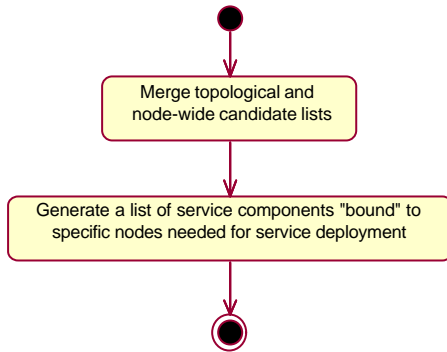 Merge topological and
node-wide candidate lists
Generate a list of service components "bound" to
specific nodes needed for service deployment